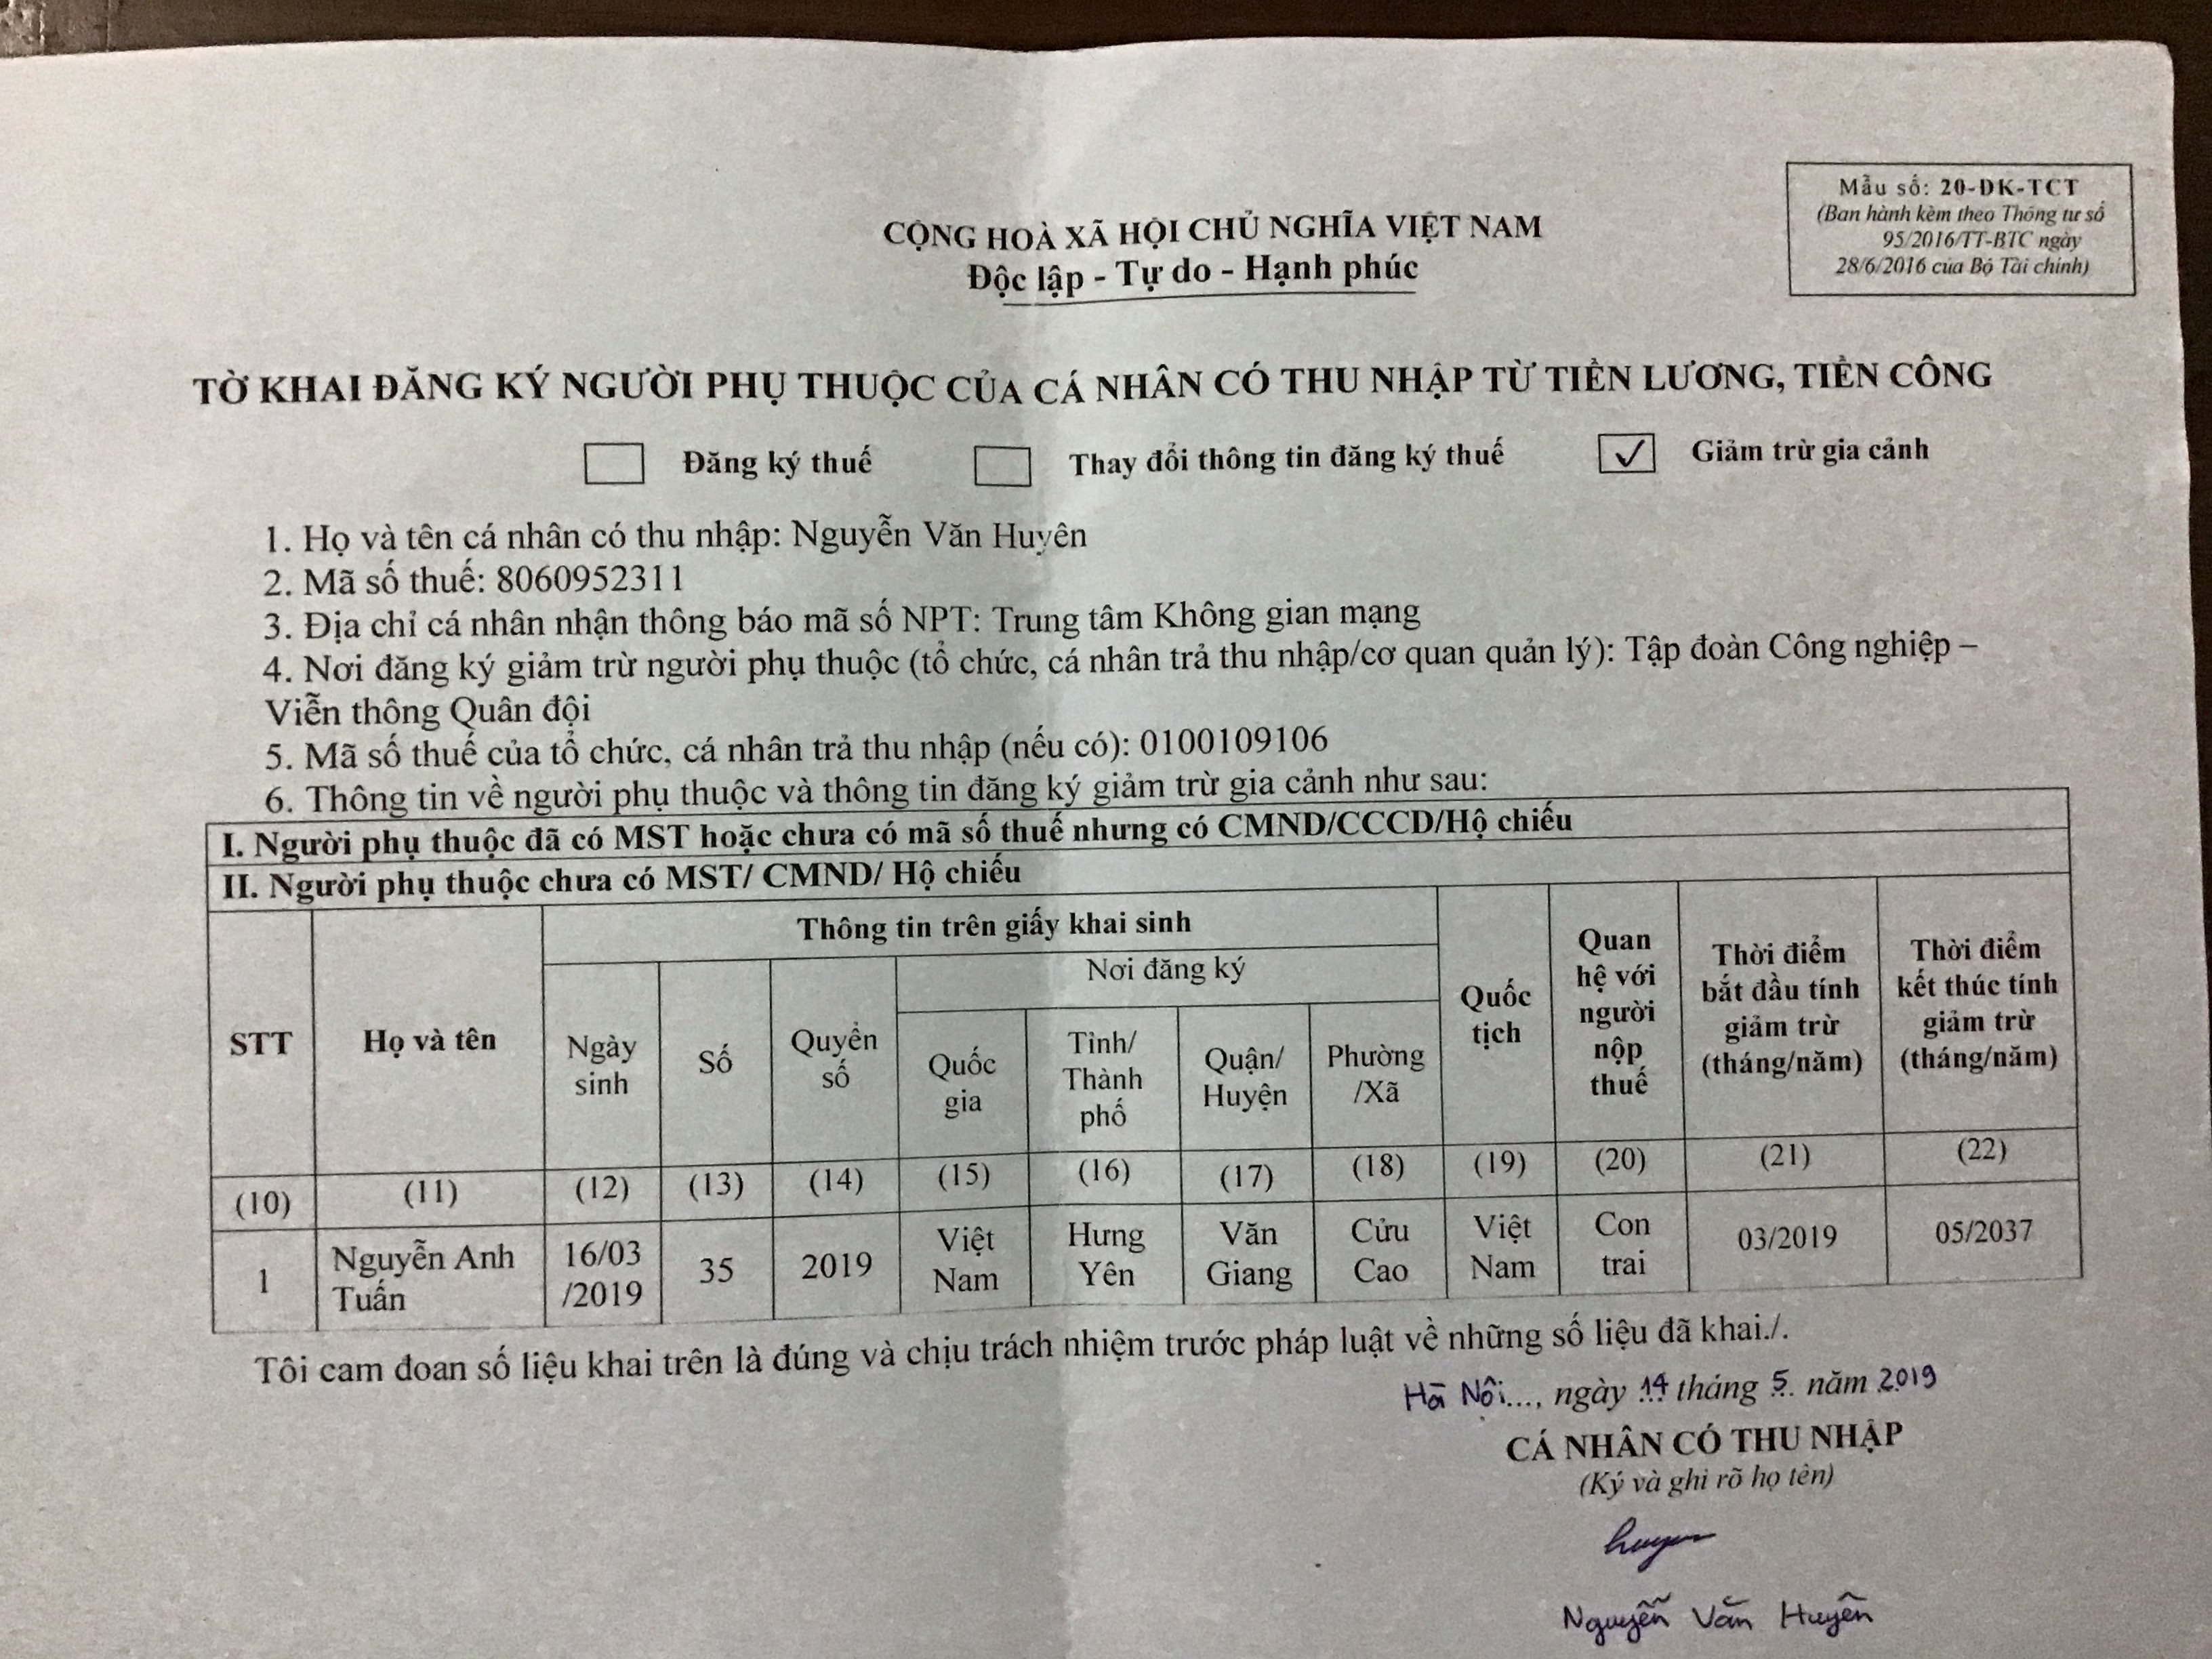 Mẫu số: 20-ĐK-TCT
(Ban hành kèm theo Thông tư số
95/2016/TT-BTC ngày
28/6/2016 của Bộ Tài chính)
CỘNG HOÀ XÃ HỘI CHỦ NGHĨA VIỆT NAM
Độc lập - Tự do - Hạnh phúc
TỜ KHAI ĐĂNG KÝ NGƯỜI PHỤ THUỘC CỦA CÁ NHÂN CÓ THU NHẬP TỪ TIỀN LƯƠNG, TIỀN CÔNG
Đăng ký thuế Thay đổi thông tin đăng ký thuế ✓ Giảm trừ gia cảnh
1. Họ và tên cá nhân có thu nhập: Nguyễn Văn Huyên
2. Mã số thuế: 8060952311
3. Địa chỉ cá nhân nhận thông báo mã số NPT: Trung tâm Không gian mạng
4. Nơi đăng ký giảm trừ người phụ thuộc (tổ chức, cá nhân trả thu nhập/cơ quan quản lý): Tập đoàn Công nghiệp –
Viễn thông Quân đội
5. Mã số thuế của tổ chức, cá nhân trả thu nhập (nếu có): 0100109106
6. Thông tin về người phụ thuộc và thông tin đăng ký giảm trừ gia cảnh như sau:
I. Người phụ thuộc đã có MST hoặc chưa có mã số thuế nhưng có CMND/CCCD/Hộ chiếu
II. Người phụ thuộc chưa có MST/ CMND/ Hộ chiếu
STT
Họ và tên
Thông tin trên giấy khai sinh
Ngày
sinh
Số
Quyển
số
Nơi đăng ký
Quốc
gia
Tỉnh/
Thành
phố
Quận/
Huyện
Phường
/Xã
Quốc
tịch
Quan
hệ với
người
nộp
thuế
Thời điểm
bắt đầu tính
giảm trừ
(tháng/năm)
Thời điểm
kết thúc tính
giảm trừ
(tháng/năm)
(10) (11) (12) (13) (14) (15) (16) (17) (18) (19) (20) (21) (22)
1
Nguyễn Anh
Tuấn
16/03
/2019
35
2019
Việt
Nam
Hưng
Yên
Văn
Giang
Cửu
Cao
Việt
Nam
Con
trai
03/2019
05/2037
Tôi cam đoan số liệu khai trên là đúng và chịu trách nhiệm trước pháp luật về những số liệu đã khai./.
Hà Nội...., ngày 14 tháng 5 năm 2019
CÁ NHÂN CÓ THU NHẬP
(Ký và ghi rõ họ tên)
huyen
Nguyễn Văn Huyên